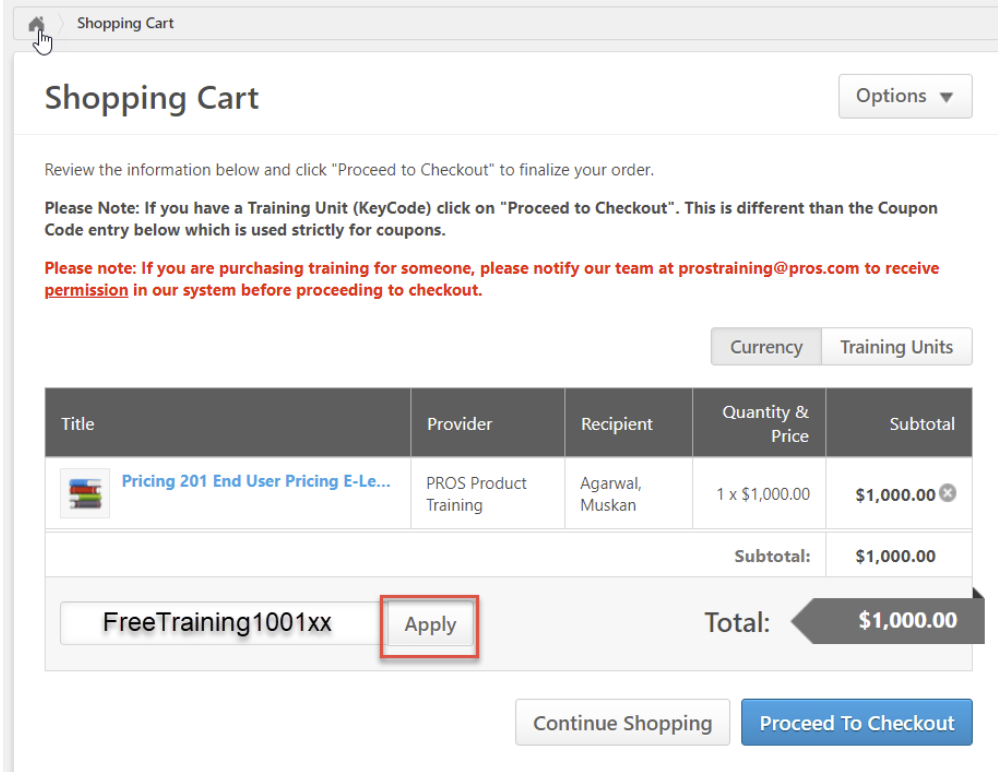 Shopping Cart
Shopping Cart
Options
Review the information below and click "Proceed to Checkout" to finalize your order.
Please Note: If you have a Training Unit (KeyCode) click on "Proceed to Checkout". This is different than the Coupon
Code entry below which is used strictly for coupons.
Please note: If you are purchasing training for someone, please notify our team at prostraining@pros.com to receive
permission in our system before proceeding to checkout.
Currency Training Units
Title Provider Recipient Quantity & Price Subtotal
Pricing 201 End User Pricing E-Le... PROS Product Training Agarwal, Muskan 1 x $1,000.00 $1,000.00
Subtotal: $1,000.00
FreeTraining1001xx Apply Total: $1,000.00
Continue Shopping Proceed To Checkout